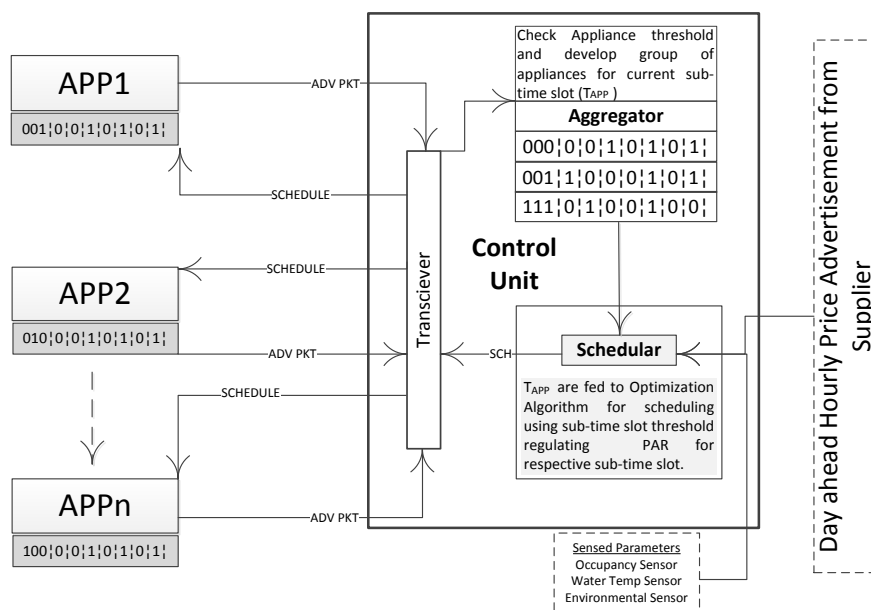 APP1
001¦0¦0¦1¦0¦1¦0¦1¦
ADV PKT
SCHEDULE
APP2
010¦0¦0¦1¦0¦1¦0¦1¦
SCHEDULE
ADV PKT
SCHEDULE
APPn
100¦0¦0¦1¦0¦1¦0¦1¦
ADV PKT
Transciever
Check Appliance threshold
and develop group of
appliances for current sub-
time slot (TAPP )
Aggregator
000¦0¦0¦1¦0¦1¦0¦1¦
001¦1¦0¦0¦0¦1¦0¦1¦
111¦0¦1¦0¦0¦1¦0¦0¦
Control
Unit
SCH
Schedular
TAPP are fed to Optimization
Algorithm for scheduling
using sub-time slot threshold
regulating PAR for
respective sub-time slot.
Sensed Parameters
Occupancy Sensor
Water Temp Sensor
Environmental Sensor
Day ahead Hourly Price Advertisement from
Supplier